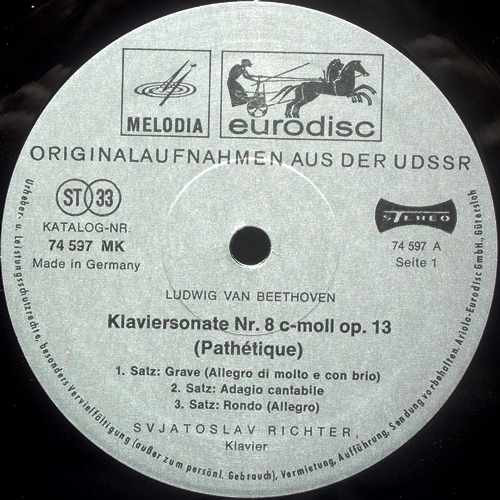 MELODIA
eurodisc
ORIGINALAUFNAHMEN AUS DER UDSSR
ST 33
KATALOG-NR.
74 597 MK
Made in Germany
STEREO
74 597 A
Seite 1
LUDWIG VAN BEETHOVEN
Klaviersonate Nr. 8 c-moll op. 13
(Pathétique)
1. Satz: Grave (Allegro di molto e con brio)
2. Satz: Adagio cantabile
3. Satz: Rondo (Allegro)
SVJATOSLAV RICHTER,
Klavier
Urheber- u. Leistungsschutzrechte, besonders Vervielfältigung (außer zum persönl. Gebrauch), Vermietung, Aufführung, Sendung vorbehalten. Ariola-Eurodisc GmbH., Gütersloh